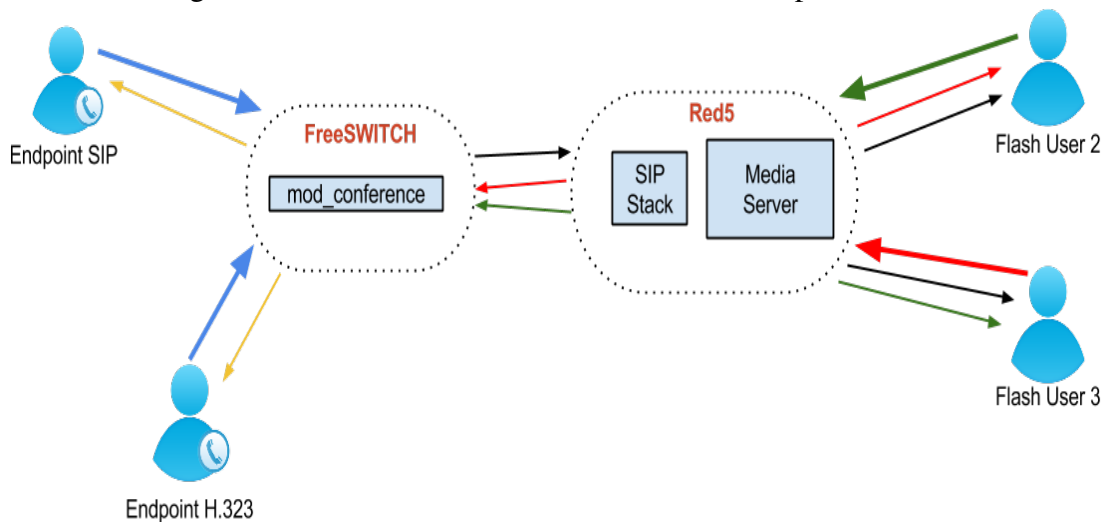 Endpoint SIP
FreeSWITCH
mod_conference
Red5
SIP
Stack
Media
Server
Flash User 2
Flash User 3
Endpoint H.323